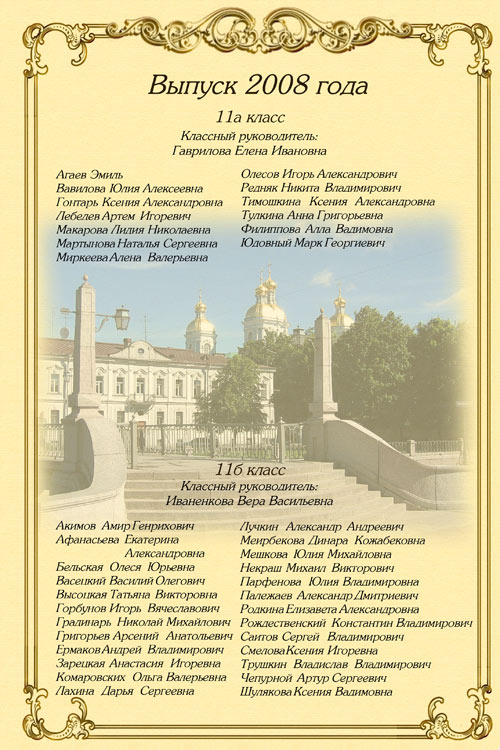 Выпуск 2008 года
11а класс
Классный руководитель:
Гаврилова Елена Ивановна
Агаев Эмиль
Вавилова Юлия Алексеевна
Гонтарь Ксения Александровна
Лебелев Артем Игоревич
Макарова Лилия Николаевна
Мартынова Наталья Сергеевна
Миркеева Алена Валерьевна
Олесов Игорь Александрович
Редняк Никита Владимирович
Тимошкина Ксения Александровна
Тулкина Анна Григорьевна
Филиппова Алла Вадимовна
Юдовный Марк Георгиевич
11б класс
Классный руководитель:
Иваненкова Вера Васильевна
Акимов Амир Генрихович
Афанасьева Екатерина
Александровна
Бельская Олеся Юрьевна
Васецкий Василий Олегович
Высоцкая Татьяна Викторовна
Горбунов Игорь Вячеславович
Градинарь Николай Михайлович
Григорьев Арсений Анатольевич
Ермаков Андрей Владимирович
Зарецкая Анастасия Игоревна
Комаровских Ольга Валерьевна
Лахина Дарья Сергеевна
Лучкин Александр Андреевич
Меирбекова Динара Кожабековна
Мешкова Юлия Михайловна
Некраш Михаил Викторович
Парфенова Юлия Владимировна
Палежаев Александр Дмитриевич
Родкина Елизавета Александровна
Рождественский Константин Владимирович
Саитов Сергей Владимирович
Смелова Ксения Игоревна
Трушкин Владислав Владимирович
Чепурной Артур Сергеевич
Шулякова Ксения Вадимовна